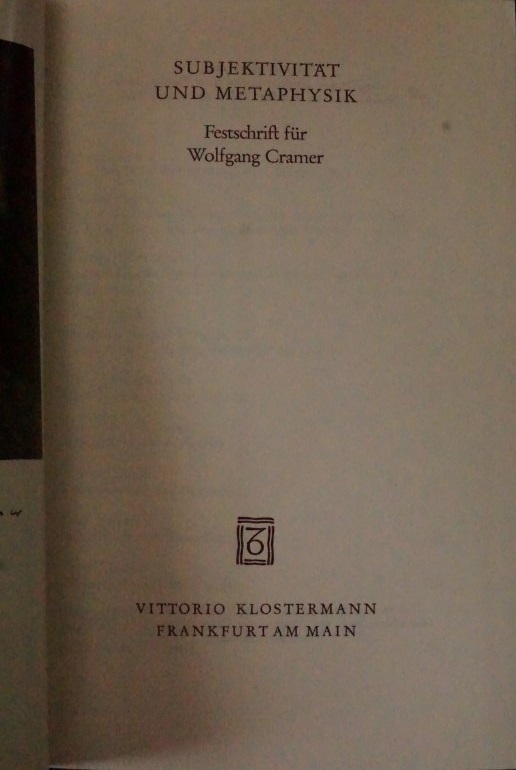 SUBJEKTIVITÄT
UND METAPHYSIK
Festschrift für
Wolfgang Cramer
VITTORIO KLOSTERMANN
FRANKFURT AM MAIN